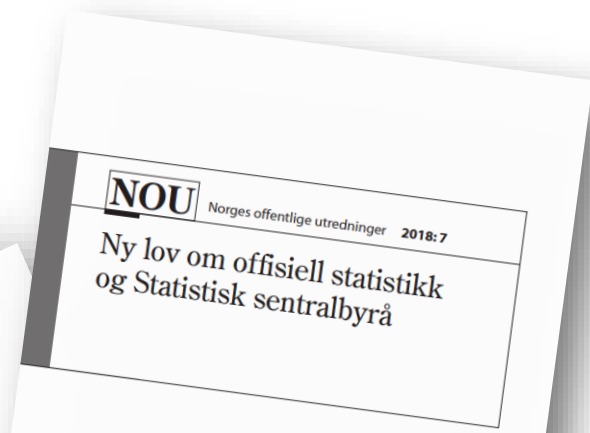 NOU Norges offentlige utredninger 2018: 7
Ny lov om offisiell statistikk
og Statistisk sentralbyrå